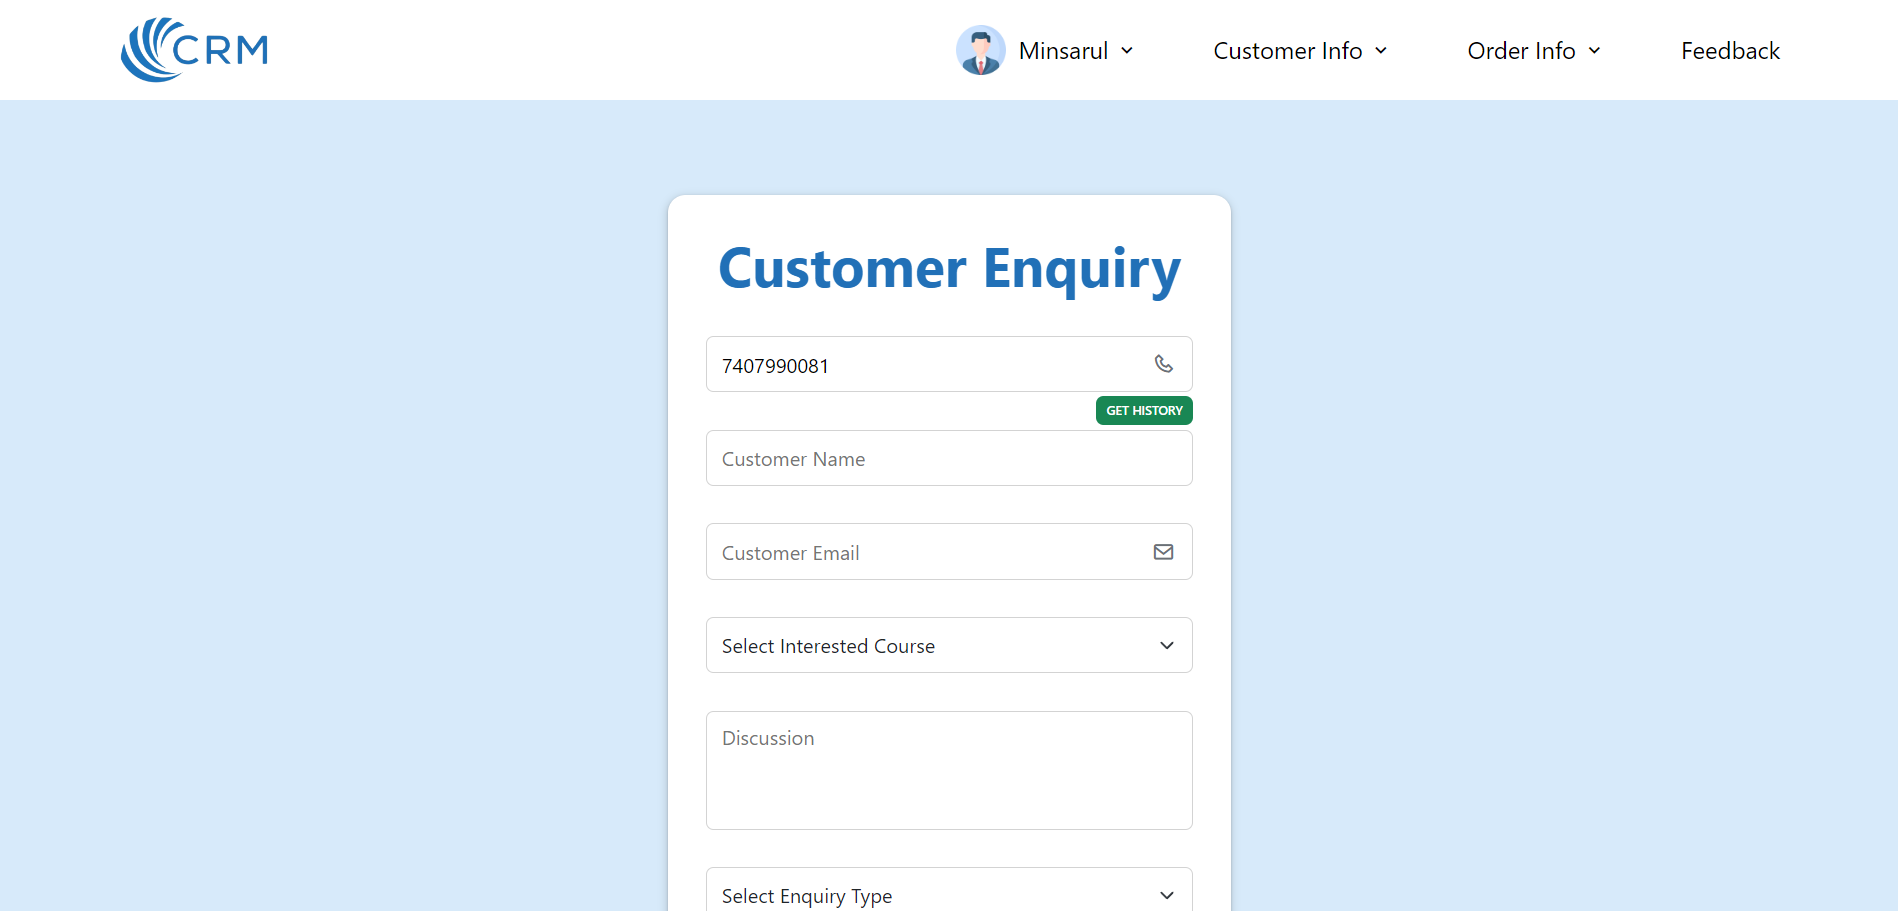 CRM
Minsarul
Customer Info
Order Info
Feedback
Customer Enquiry
7407990081
GET HISTORY
Customer Name
Customer Email
Select Interested Course
Discussion
Select Enquiry Type